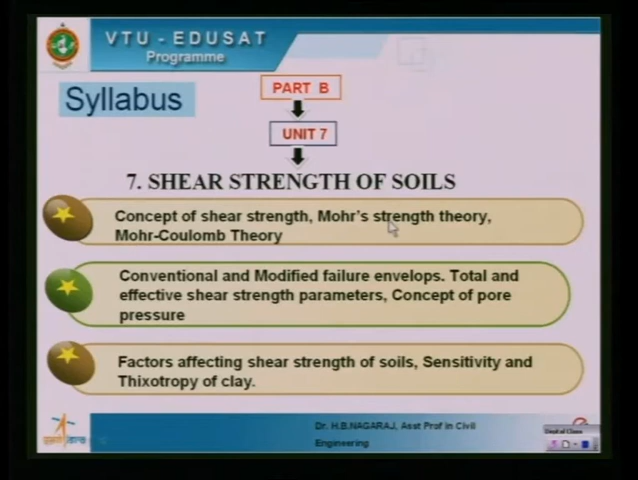 VTU - EDUSAT
Programme
Syllabus
PART B
UNIT 7
7. SHEAR STRENGTH OF SOILS
Concept of shear strength, Mohr's strength theory,
Mohr-Coulomb Theory
Conventional and Modified failure envelops. Total and
effective shear strength parameters, Concept of pore
pressure
Factors affecting shear strength of soils, Sensitivity and
Thixotropy of clay.
Dr. H.B.NAGARAJ, Asst Prof in Civil
Engineering